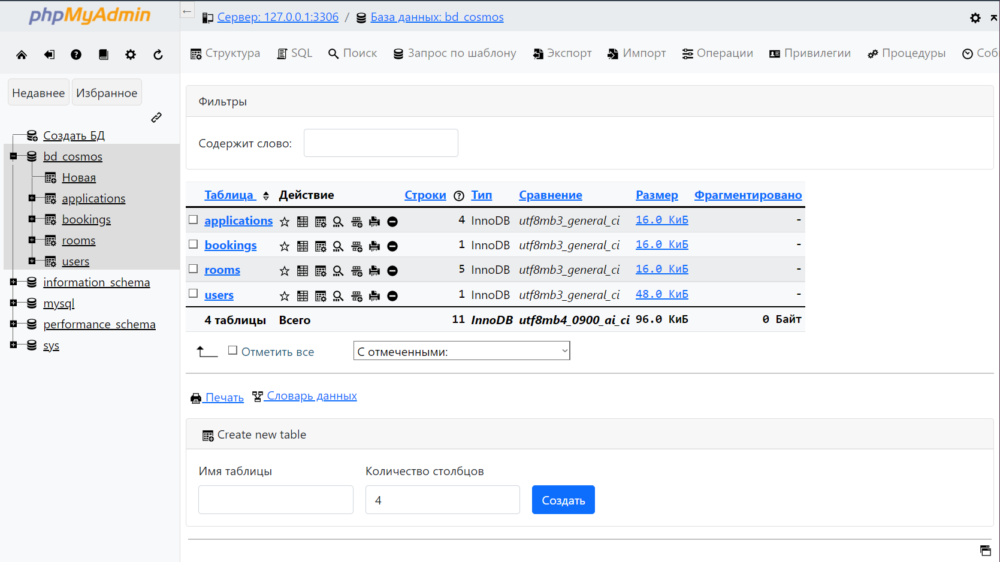 phpMyAdmin
Недавнее Избранное
Создать БД
bd_cosmos
Новая
applications
bookings
rooms
users
information_schema
mysql
performance_schema
sys
Сервер: 127.0.0.1:3306 / База данных: bd_cosmos
Структура SQL Поиск Запрос по шаблону Экспорт Импорт Операции Привилегии Процедуры Соб
Фильтры
Содержит слово:
Таблица Действие Строки Тип Сравнение Размер Фрагментировано
applications 4 InnoDB utf8mb3_general_ci 16.0 КиБ -
bookings 1 InnoDB utf8mb3_general_ci 16.0 КиБ -
rooms 5 InnoDB utf8mb3_general_ci 16.0 КиБ -
users 1 InnoDB utf8mb3_general_ci 48.0 КиБ -
4 таблицы Всего 11 InnoDB utf8mb4_0900_ai_ci 96.0 КиБ 0 Байт
Отметить все С отмеченными:
Печать Словарь данных
Create new table
Имя таблицы Количество столбцов
4 Создать